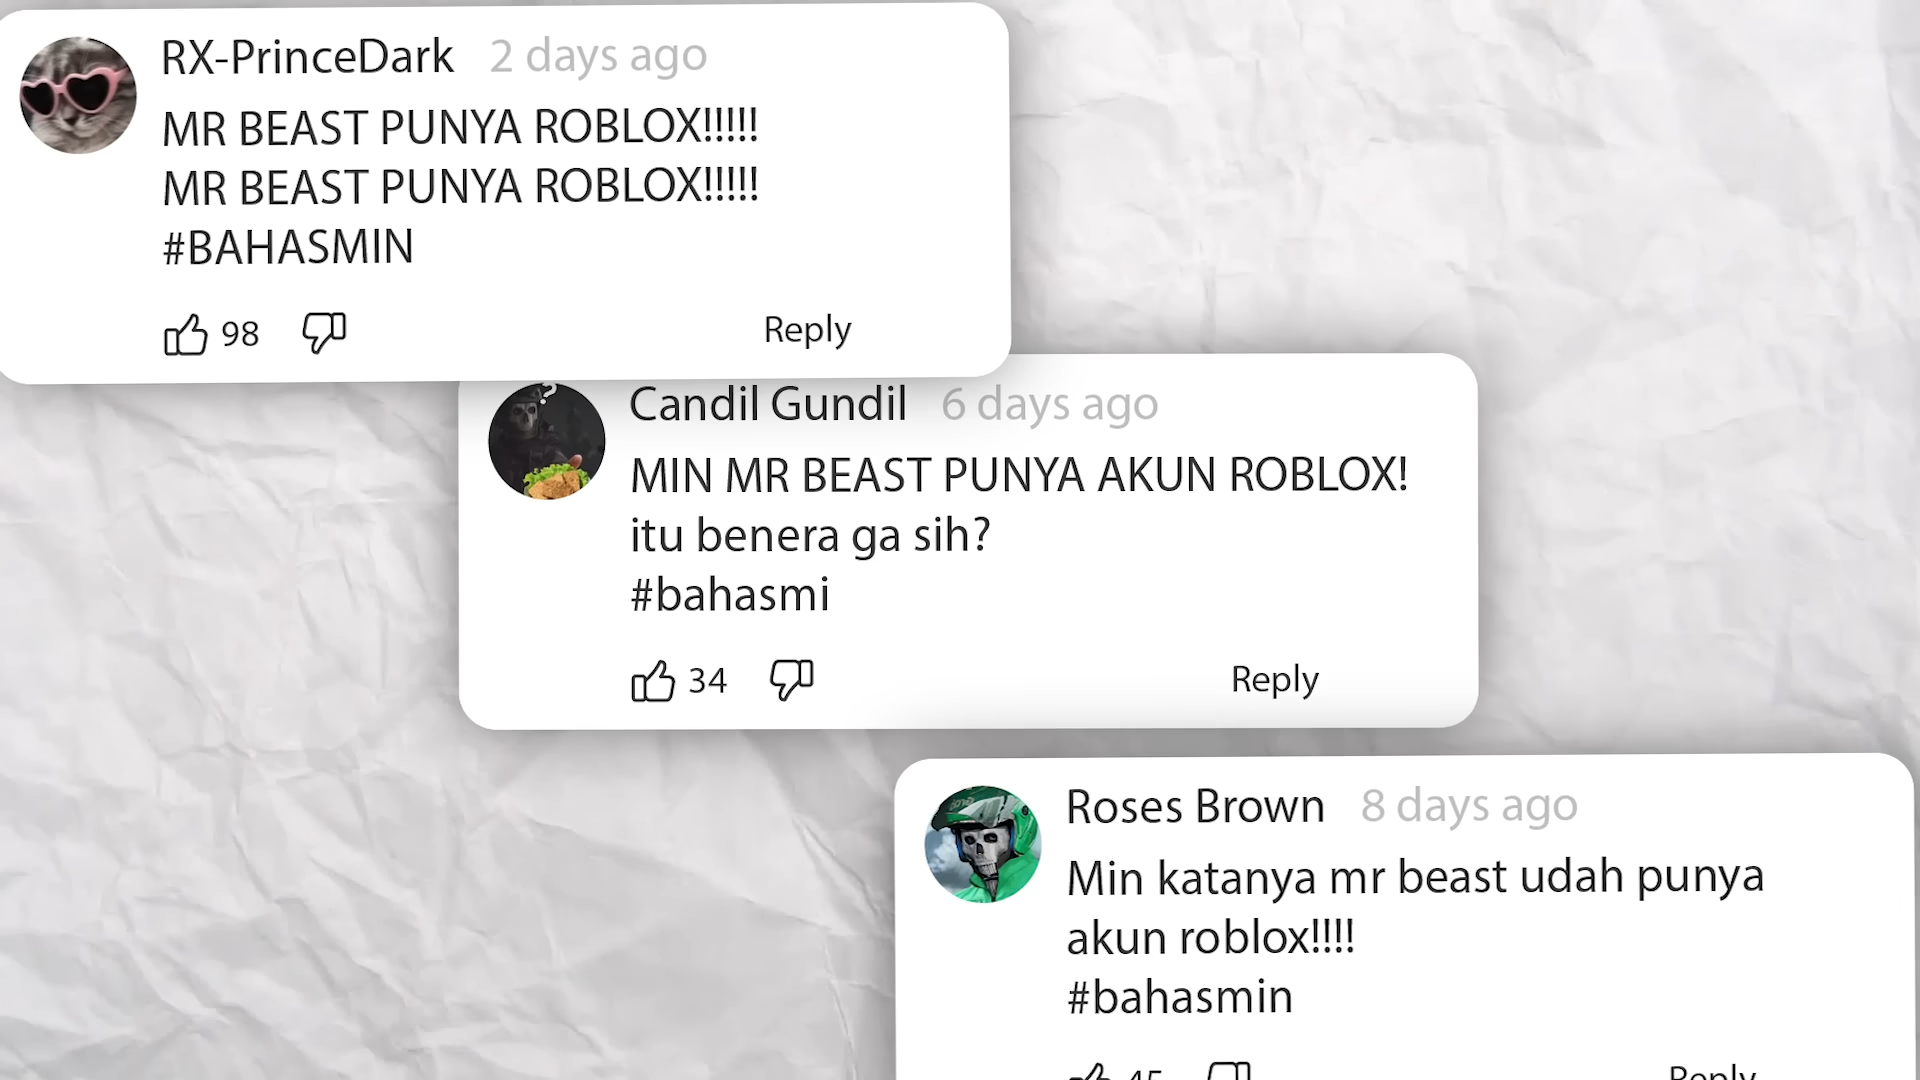 RX-PrinceDark 2 days ago
MR BEAST PUNYA ROBLOX!!!!!
MR BEAST PUNYA ROBLOX!!!!!
#BAHASMIN
98 Reply
Candil Gundil 6 days ago
MIN MR BEAST PUNYA AKUN ROBLOX!
itu benera ga sih?
#bahasmi
34 Reply
Roses Brown 8 days ago
Min katanya mr beast udah punya
akun roblox!!!!
#bahasmin
45 Reply